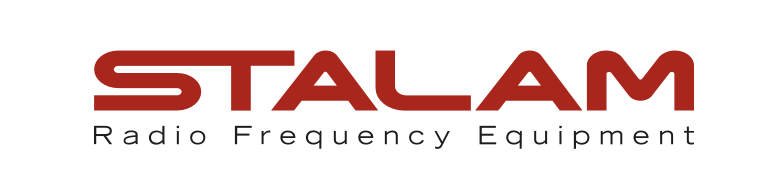 STALAM
Radio Frequency Equipment